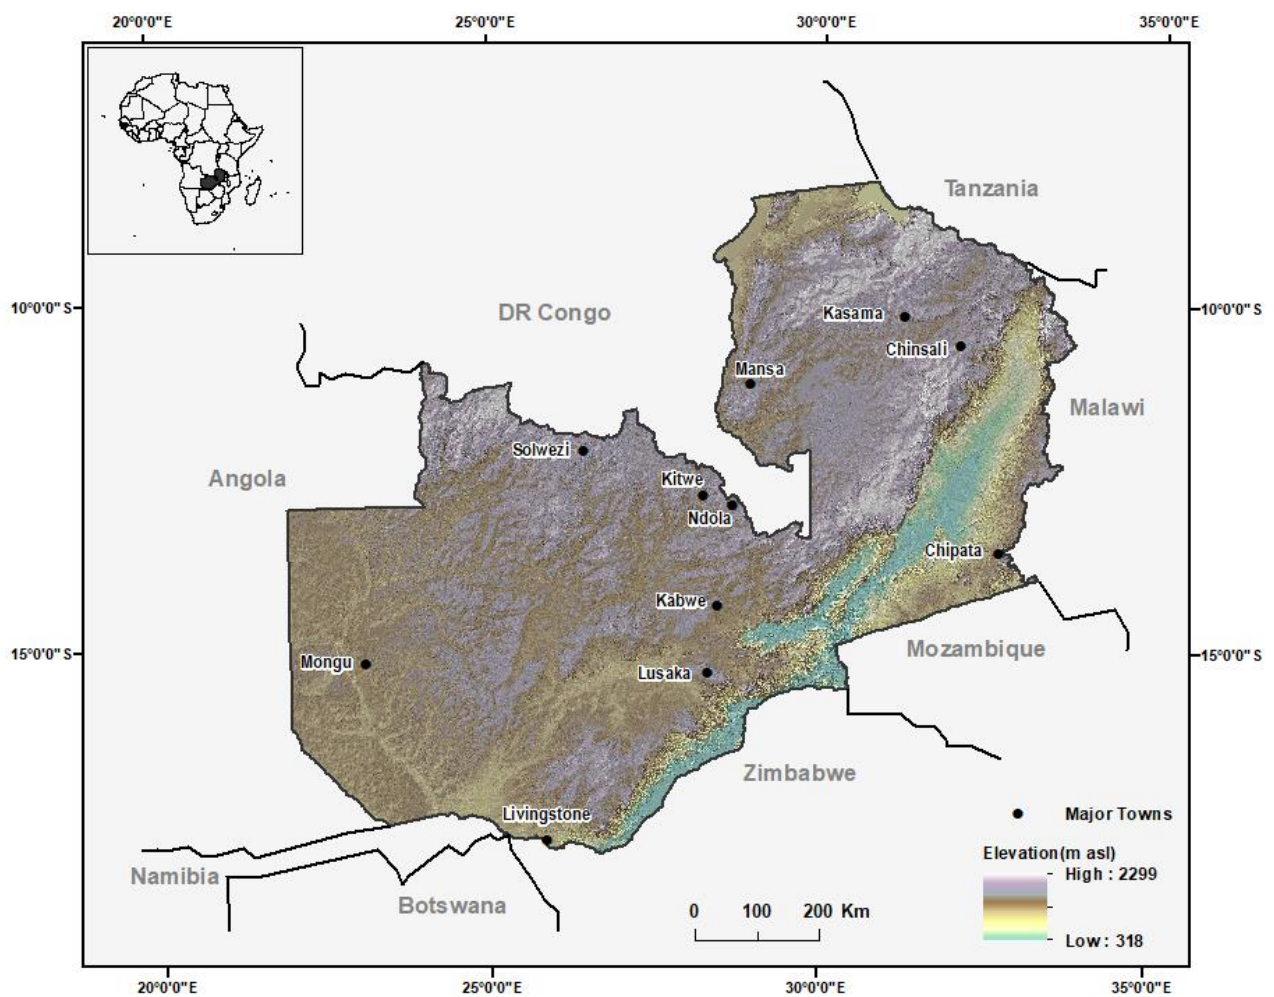 20°0'0"E 25°0'0"E 30°0'0"E 35°0'0"E
Tanzania
10°0'0"S
DR Congo
Kasama
10°0'0"S
Chinsali
Mansa
Malawi
Solwezi
Angola
Kitwe
Ndola
Chipata
Kabwe
Mozambique
15°0'0"S
Mongu
Lusaka
15°0'0"S
Zimbabwe
Livingstone
Major Towns
Elevation(m asl)
High : 2299
Namibia
Botswana
0 100 200 Km
Low : 318
20°0'0"E 25°0'0"E 30°0'0"E 35°0'0"E